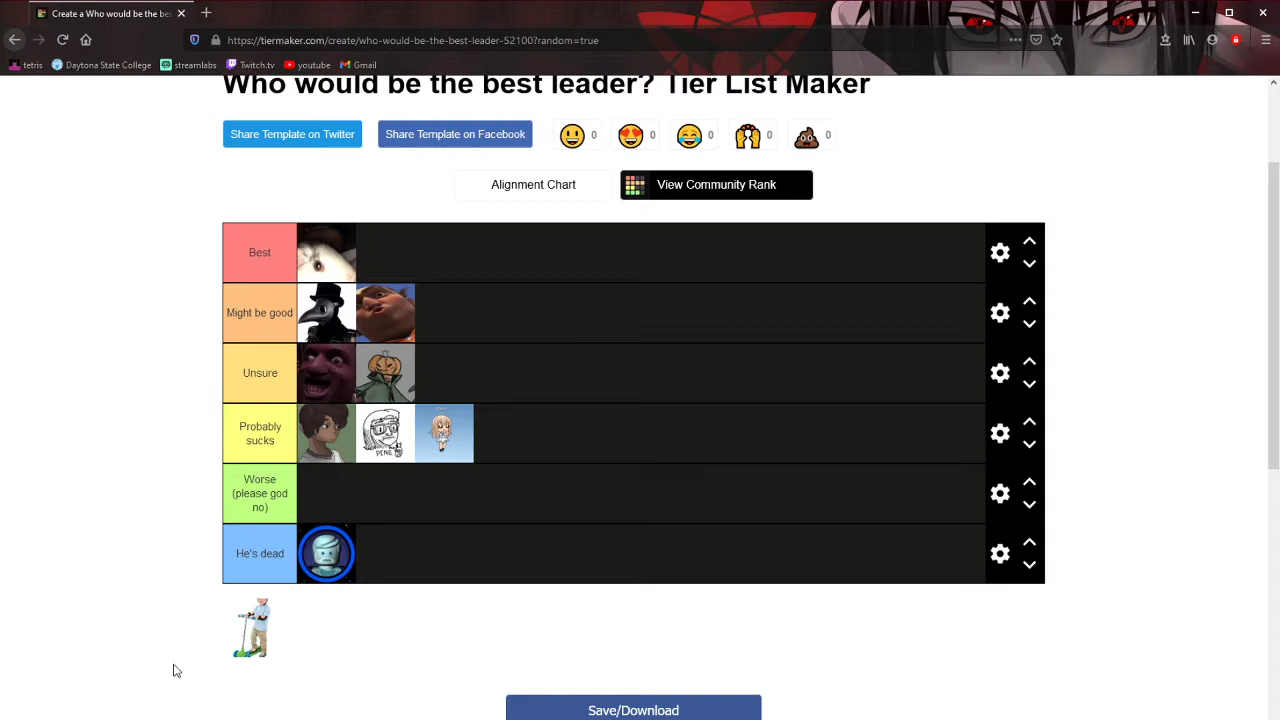 Create a Who would be the bes
https://tiermaker.com/create/who-would-be-the-best-leader-52100?random=true
tetris Daytona State College streamlabs Twitch.tv youtube Gmail
Who would be the best leader? Tier List Maker
Share Template on Twitter Share Template on Facebook 0 0 0 0 0
Alignment Chart View Community Rank
Best
Might be good
Unsure
Probably
sucks
PINE
Worse
(please god
no)
He's dead
Save/Download